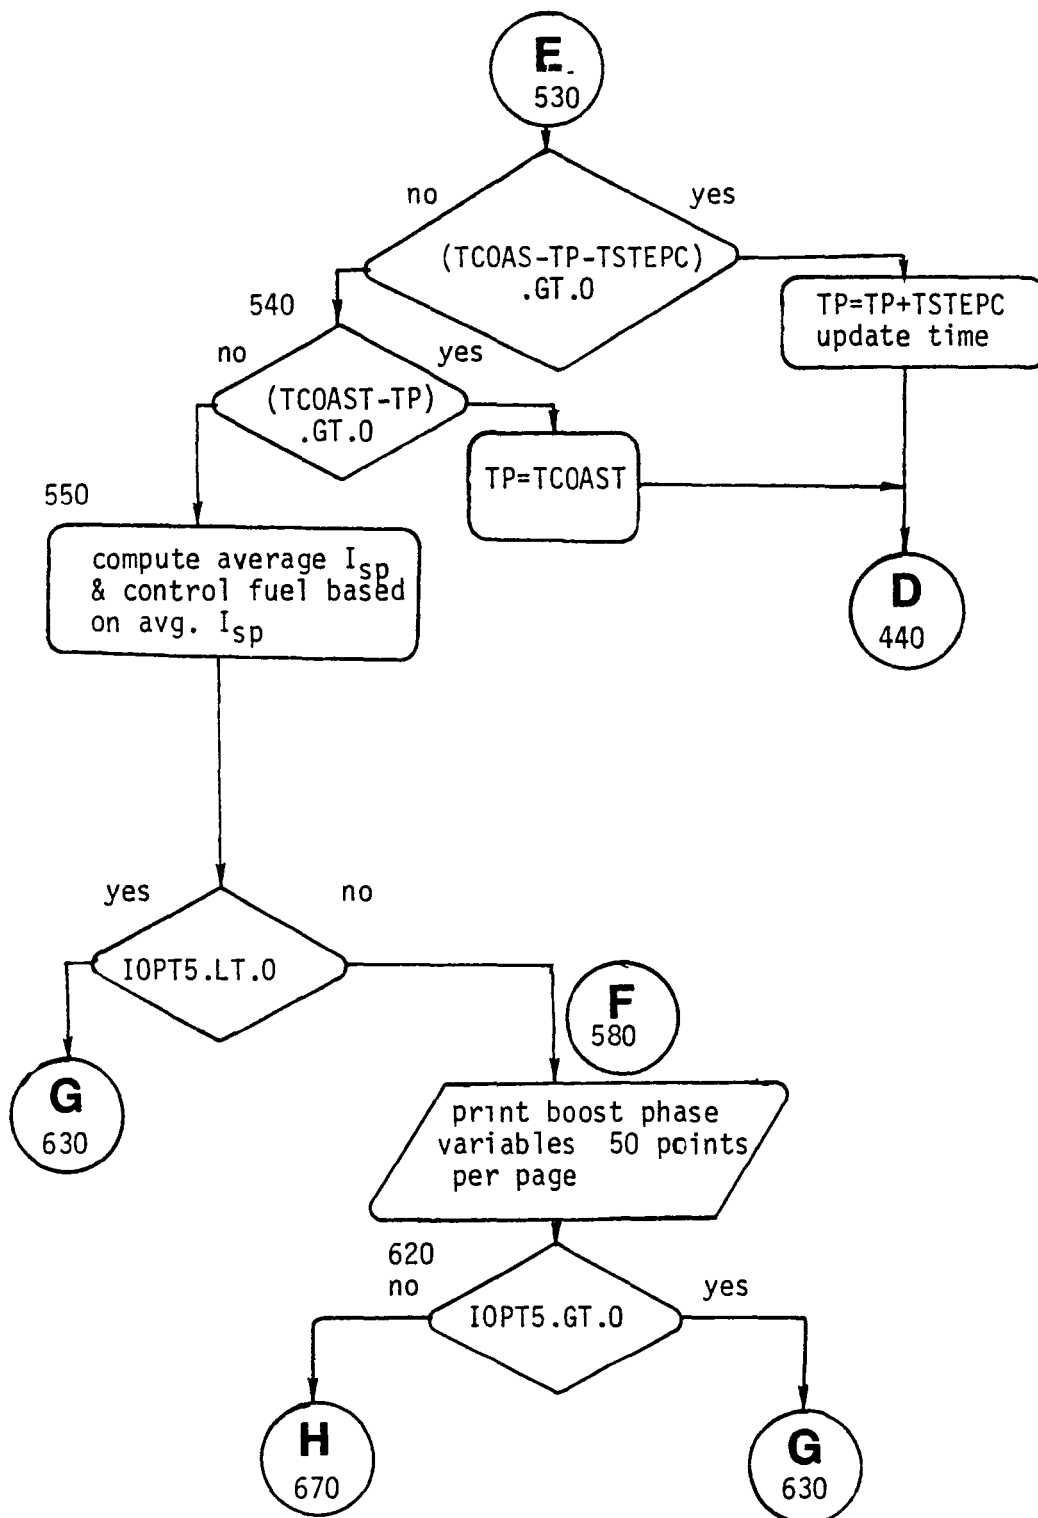 E
530
no
yes
(TCOAS-TP-TSTEPC)
.GT.0
TP=TP+TSTEPC
update time
540
no
yes
(TCOAST-TP)
.GT.0
TP=TCOAST
550
compute average Isp
& control fuel based
on avg. Isp
D
440
yes
no
IOPT5.LT.0
F
580
G
630
print boost phase
variables 50 points
per page
620
no
yes
IOPT5.GT.0
H
670
G
630